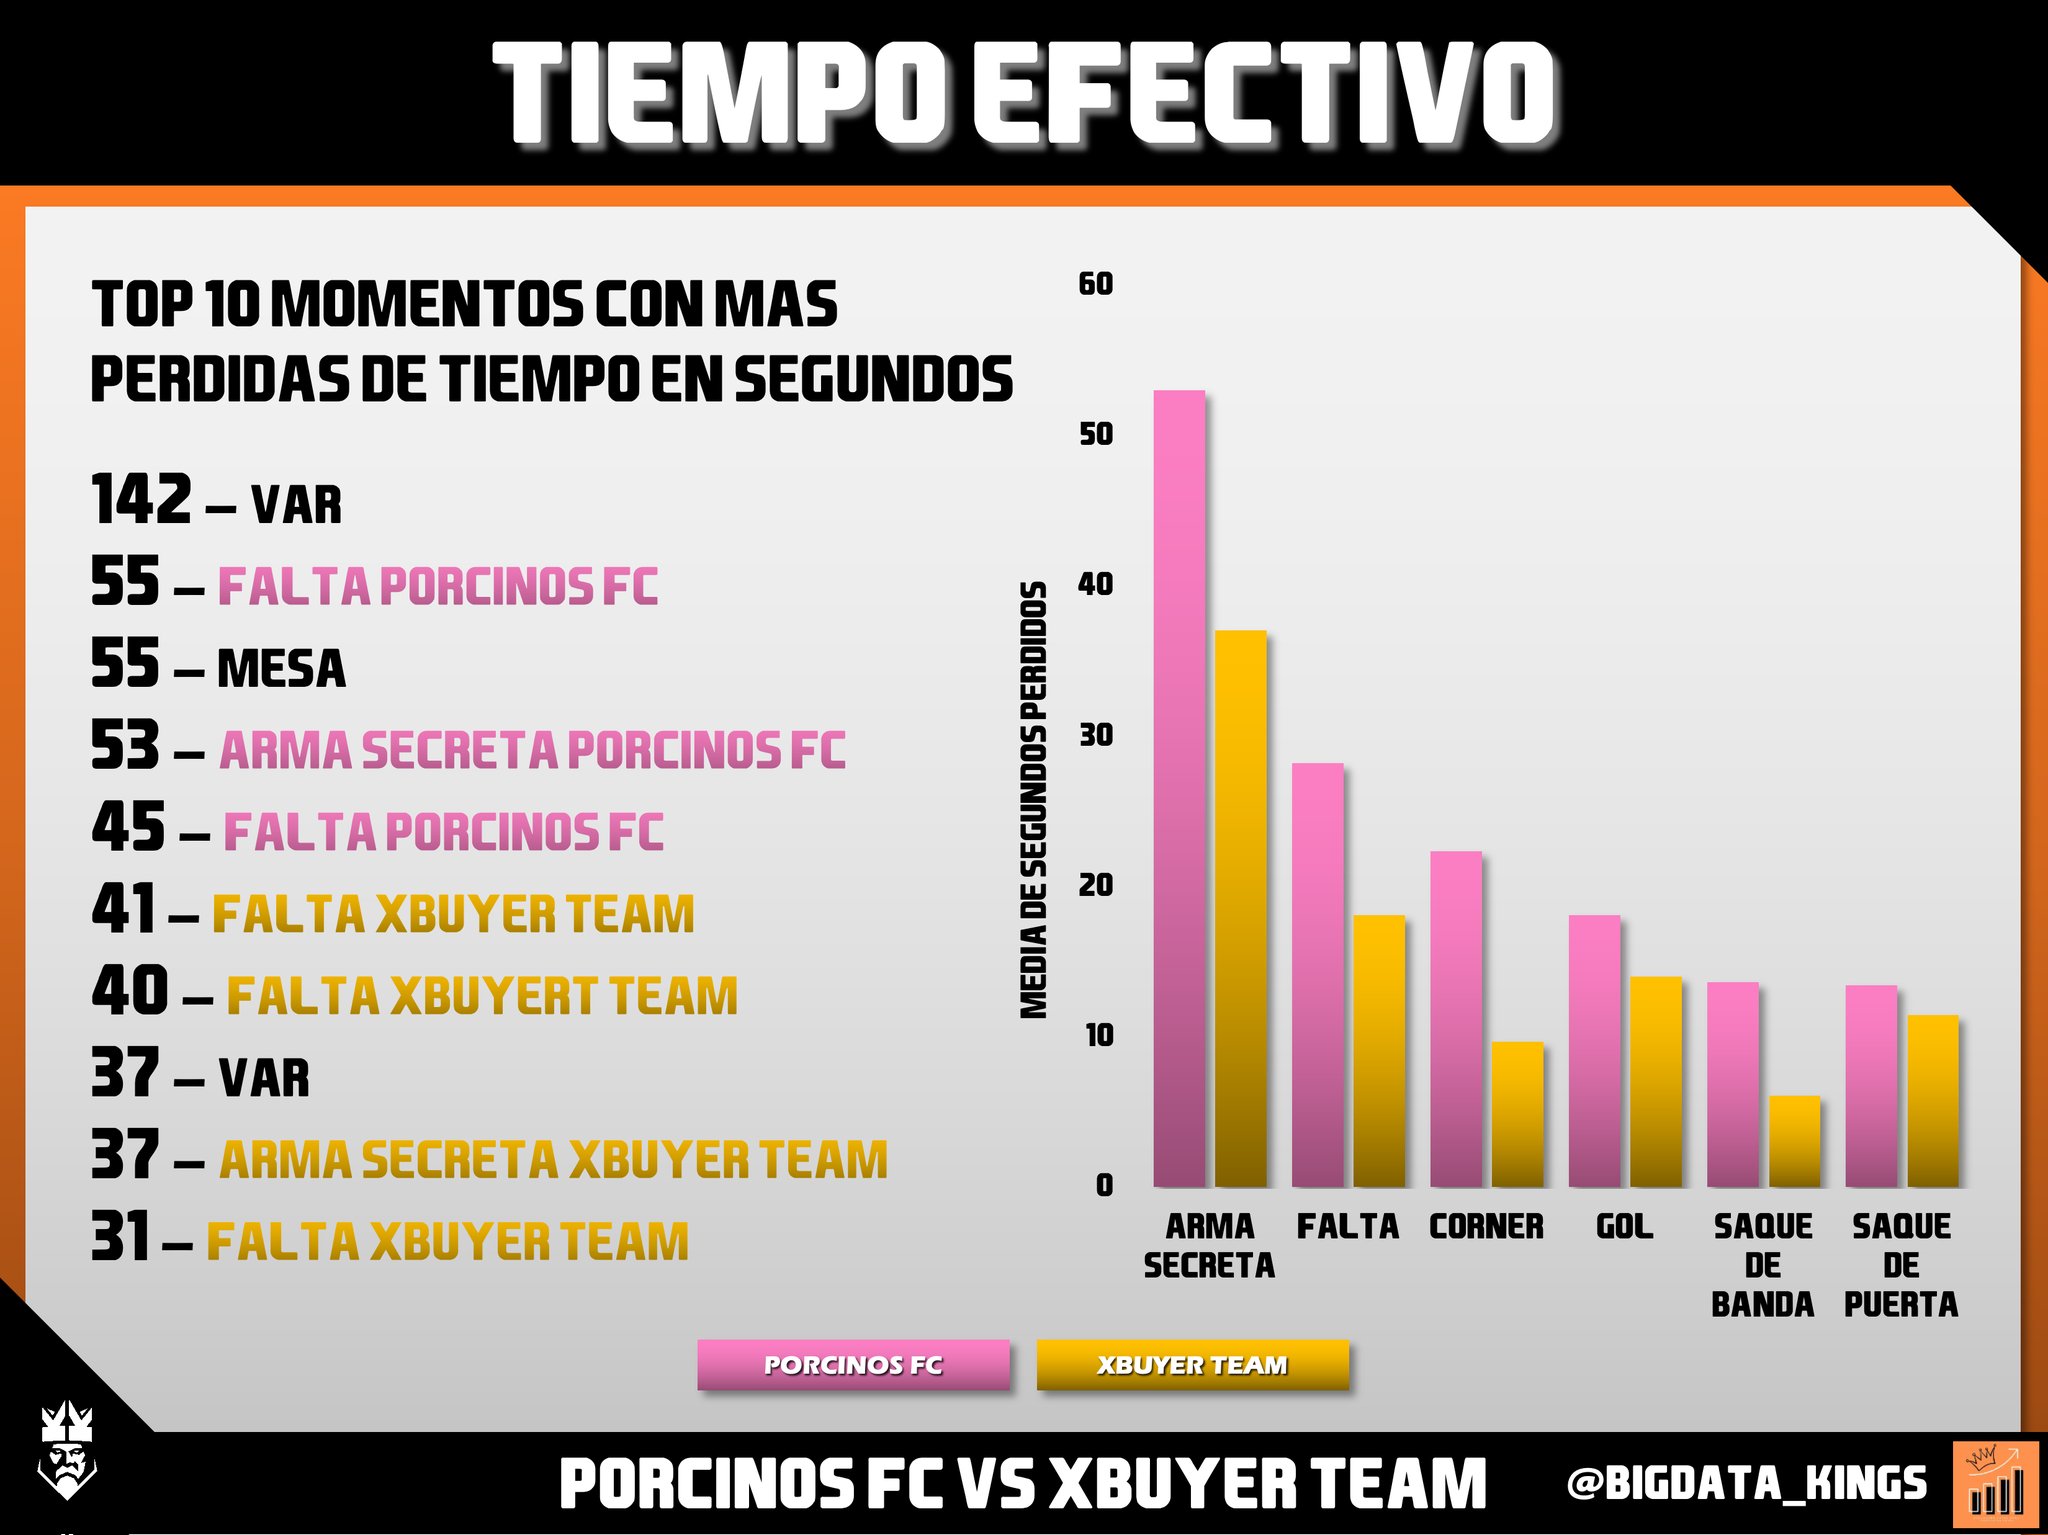 TIEMPO EFECTIVO
TOP 10 MOMENTOS CON MAS
PERDIDAS DE TIEMPO EN SEGUNDOS
142 – VAR
55 – FALTA PORCINOS FC
55 – MESA
53 – ARMA SECRETA PORCINOS FC
45 – FALTA PORCINOS FC
41 – FALTA XBUYER TEAM
40 – FALTA XBUYERT TEAM
37 – VAR
37 – ARMA SECRETA XBUYER TEAM
31 – FALTA XBUYER TEAM
MEDIA DE SEGUNDOS PERDIDOS
60
50
40
30
20
10
0
ARMA
SECRETA
FALTA
CORNER
GOL
SAQUE
DE
BANDA
SAQUE
DE
PUERTA
PORCINOS FC
XBUYER TEAM
PORCINOS FC VS XBUYER TEAM
@BIGDATA_KINGS